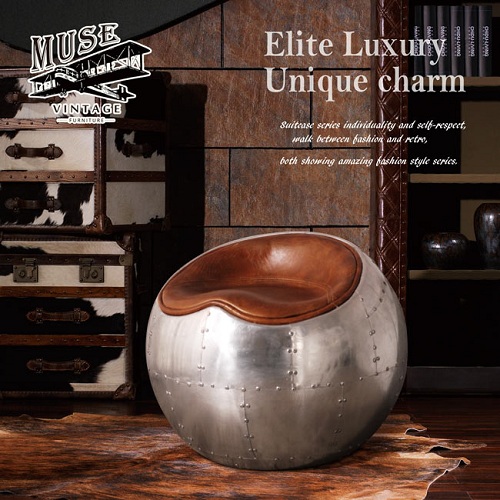 MUSE
VINTAGE
FURNITURE
Elite Luxury
Unique charm
Suitcase series individuality and self-respect,
walk between fashion and retro,
both showing amazing fashion style series.